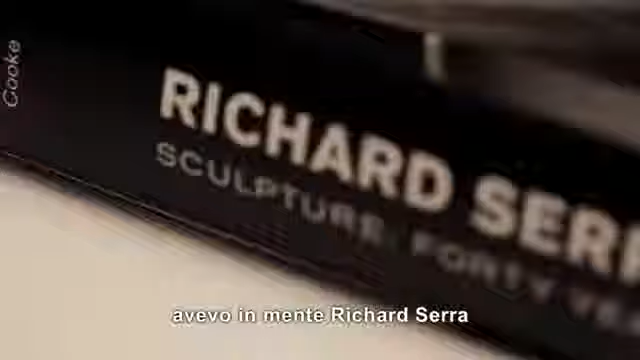 Cooke
RICHARD SERR
SCULPTURE: FORTY YEA
avevo in mente Richard Serra